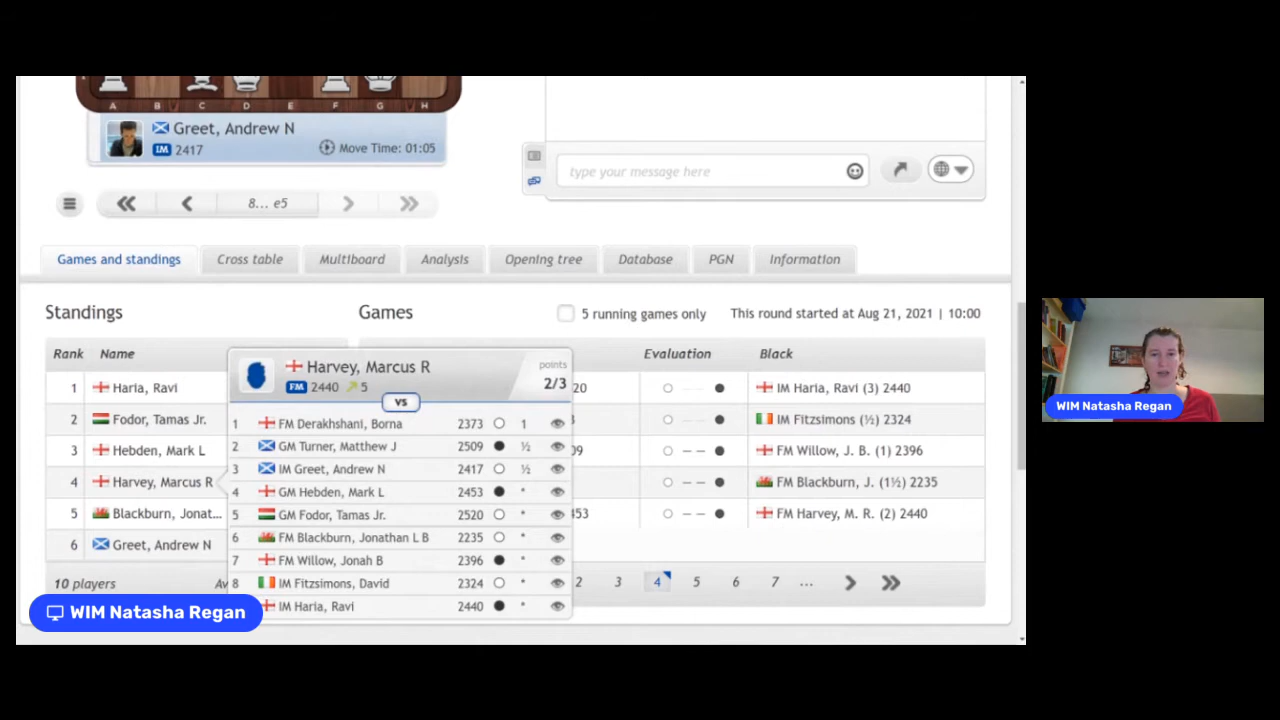 A B C D E F G H
Greet, Andrew N
IM 2417 Move Time: 01:05
type your message here
8... e5
Games and standings Cross table Multiboard Analysis Opening tree Database PGN Information
Standings Games 5 running games only This round started at Aug 21, 2021 | 10:00
Rank Name Evaluation Black
1 Haria, Ravi 20 IM Haria, Ravi (3) 2440
2 Fodor, Tamas Jr. IM Fitzsimons (½) 2324
3 Hebden, Mark L 09 FM Willow, J. B. (1) 2396
4 Harvey, Marcus R FM Blackburn, J. (1½) 2235
5 Blackburn, Jonat... 453 FM Harvey, M. R. (2) 2440
6 Greet, Andrew N
10 players Av 2 3 4 5 6 7 ...
Harvey, Marcus R points
FM 2440 5 2/3
vs
1 FM Derakhshani, Borna 2373 1
2 GM Turner, Matthew J 2509 ½
3 IM Greet, Andrew N 2417 ½
4 GM Hebden, Mark L 2453 *
5 GM Fodor, Tamas Jr. 2520 *
6 FM Blackburn, Jonathan L B 2235 *
7 FM Willow, Jonah B 2396 *
8 IM Fitzsimons, David 2324 *
IM Haria, Ravi 2440 *
WIM Natasha Regan
WIM Natasha Regan